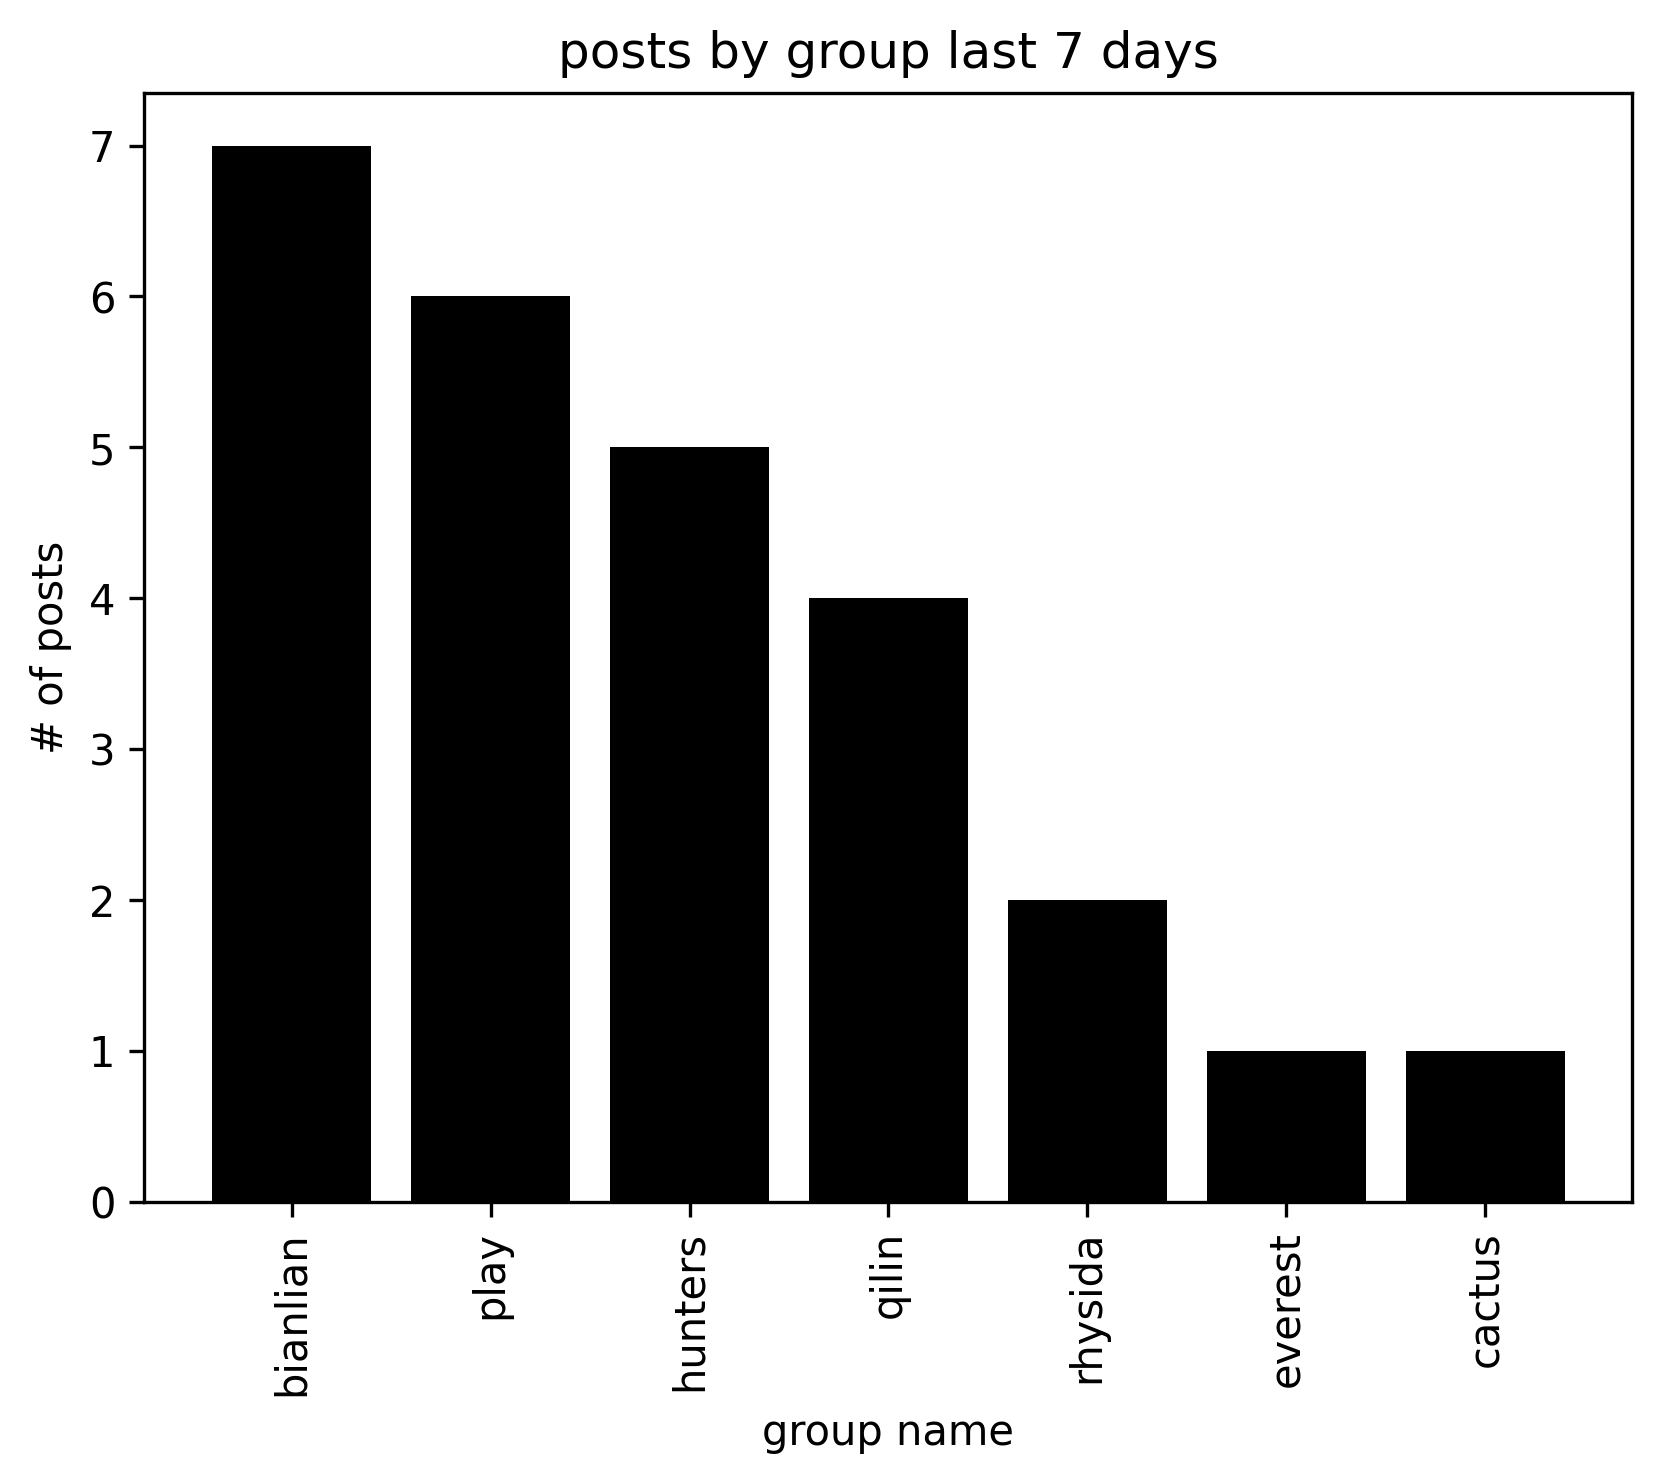 posts by group last 7 days
# of posts
7
6
5
4
3
2
1
0
bianlian
play
hunters
qilin
rhysida
everest
cactus
group name